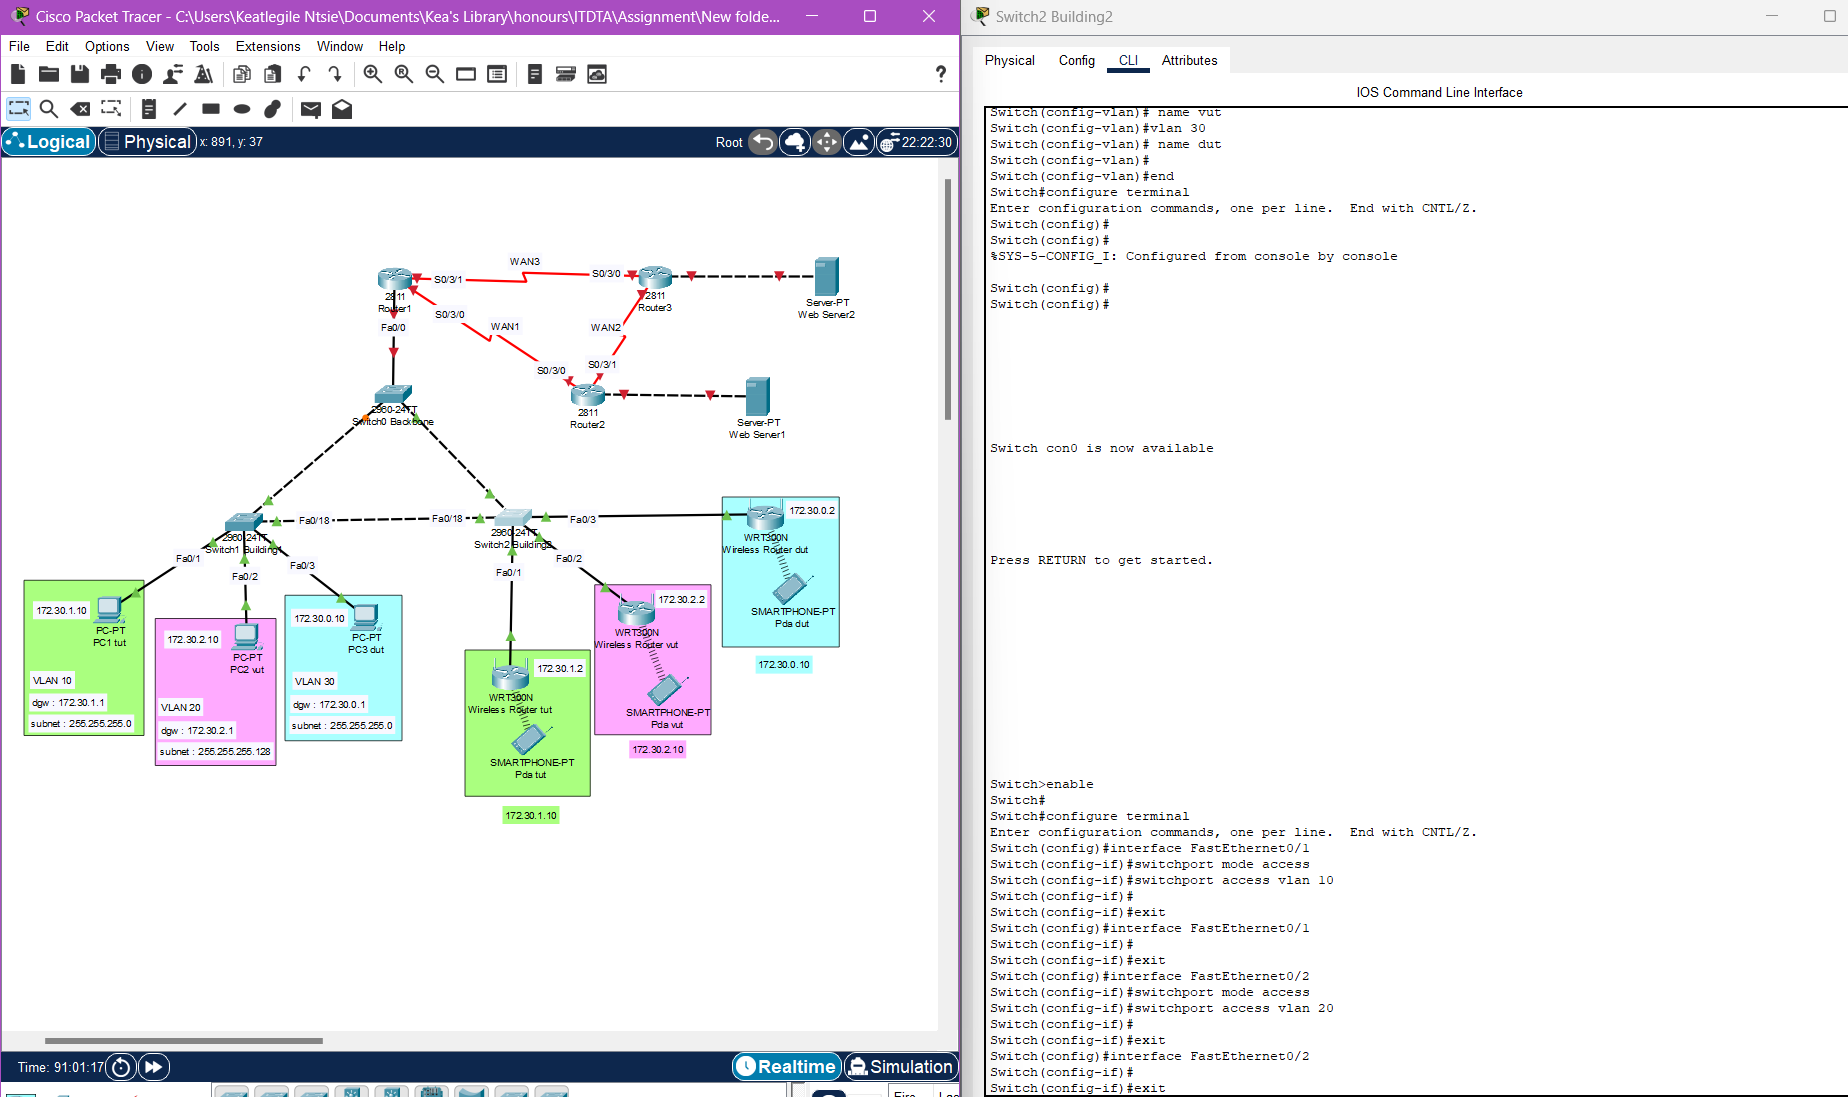 Cisco Packet Tracer - C:\Users\Keatlegile Ntsie\Documents\Kea's Library\honours\ITDTA\Assignment\New folde...
File Edit Options View Tools Extensions Window Help
?
Logical Physical x: 891, y: 37
Root 22:22:30
WAN3
S0/3/1
S0/3/0
2811
Router1
2811
Router3
Server-PT
Web Server2
Fa0/0
S0/3/0
WAN1
WAN2
S0/3/0
S0/3/1
2960-24TT
Switch0 Backbone
2811
Router2
Server-PT
Web Server1
Fa0/18
Fa0/18
Fa0/3
172.30.0.2
2960-24TT
Switch1 Building1
2960-24TT
Switch2 Building2
WRT300N
Wireless Router dut
Fa0/1
Fa0/2
Fa0/3
Fa0/1
Fa0/2
SMARTPHONE-PT
Pda dut
172.30.0.10
172.30.1.10
PC-PT
PC1 tut
VLAN 10
dgw : 172.30.1.1
subnet : 255.255.255.0
172.30.2.10
PC-PT
PC2 vut
VLAN 20
dgw : 172.30.2.1
subnet : 255.255.255.128
172.30.0.10
PC-PT
PC3 dut
VLAN 30
dgw : 172.30.0.1
subnet : 255.255.255.0
172.30.1.2
WRT300N
Wireless Router tut
SMARTPHONE-PT
Pda tut
172.30.1.10
172.30.2.2
WRT300N
Wireless Router vut
SMARTPHONE-PT
Pda vut
172.30.2.10
Time: 91:01:17
Realtime Simulation
Switch2 Building2
Physical Config CLI Attributes
IOS Command Line Interface
Switch(config-vlan)# name vut
Switch(config-vlan)#vlan 30
Switch(config-vlan)# name dut
Switch(config-vlan)#
Switch(config-vlan)#end
Switch#configure terminal
Enter configuration commands, one per line.  End with CNTL/Z.
Switch(config)#
Switch(config)#
%SYS-5-CONFIG_I: Configured from console by console
Switch(config)#
Switch(config)#
Switch con0 is now available
Press RETURN to get started.
Switch>enable
Switch#
Switch#configure terminal
Enter configuration commands, one per line.  End with CNTL/Z.
Switch(config)#interface FastEthernet0/1
Switch(config-if)#switchport mode access
Switch(config-if)#switchport access vlan 10
Switch(config-if)#
Switch(config-if)#exit
Switch(config)#interface FastEthernet0/1
Switch(config-if)#
Switch(config-if)#exit
Switch(config)#interface FastEthernet0/2
Switch(config-if)#switchport mode access
Switch(config-if)#switchport access vlan 20
Switch(config-if)#
Switch(config-if)#exit
Switch(config)#interface FastEthernet0/2
Switch(config-if)#
Switch(config-if)#exit